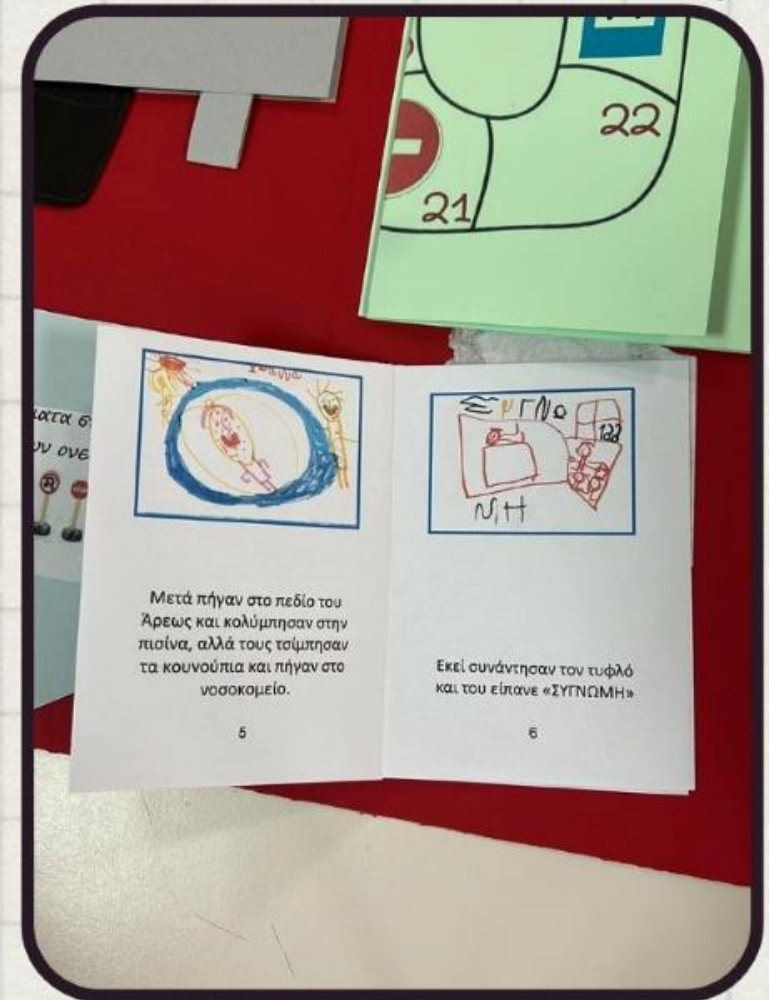 22
21
Μετά πήγαν στο πεδίο του
Άρεως και κολύμπησαν στην
πισίνα, αλλά τους τσίμπησαν
τα κουνούπια και πήγαν στο
νοσοκομείο.
5
122
Εκεί συνάντησαν τον τυφλό
και του είπανε «ΣΥΓΝΩΜΗ»
6